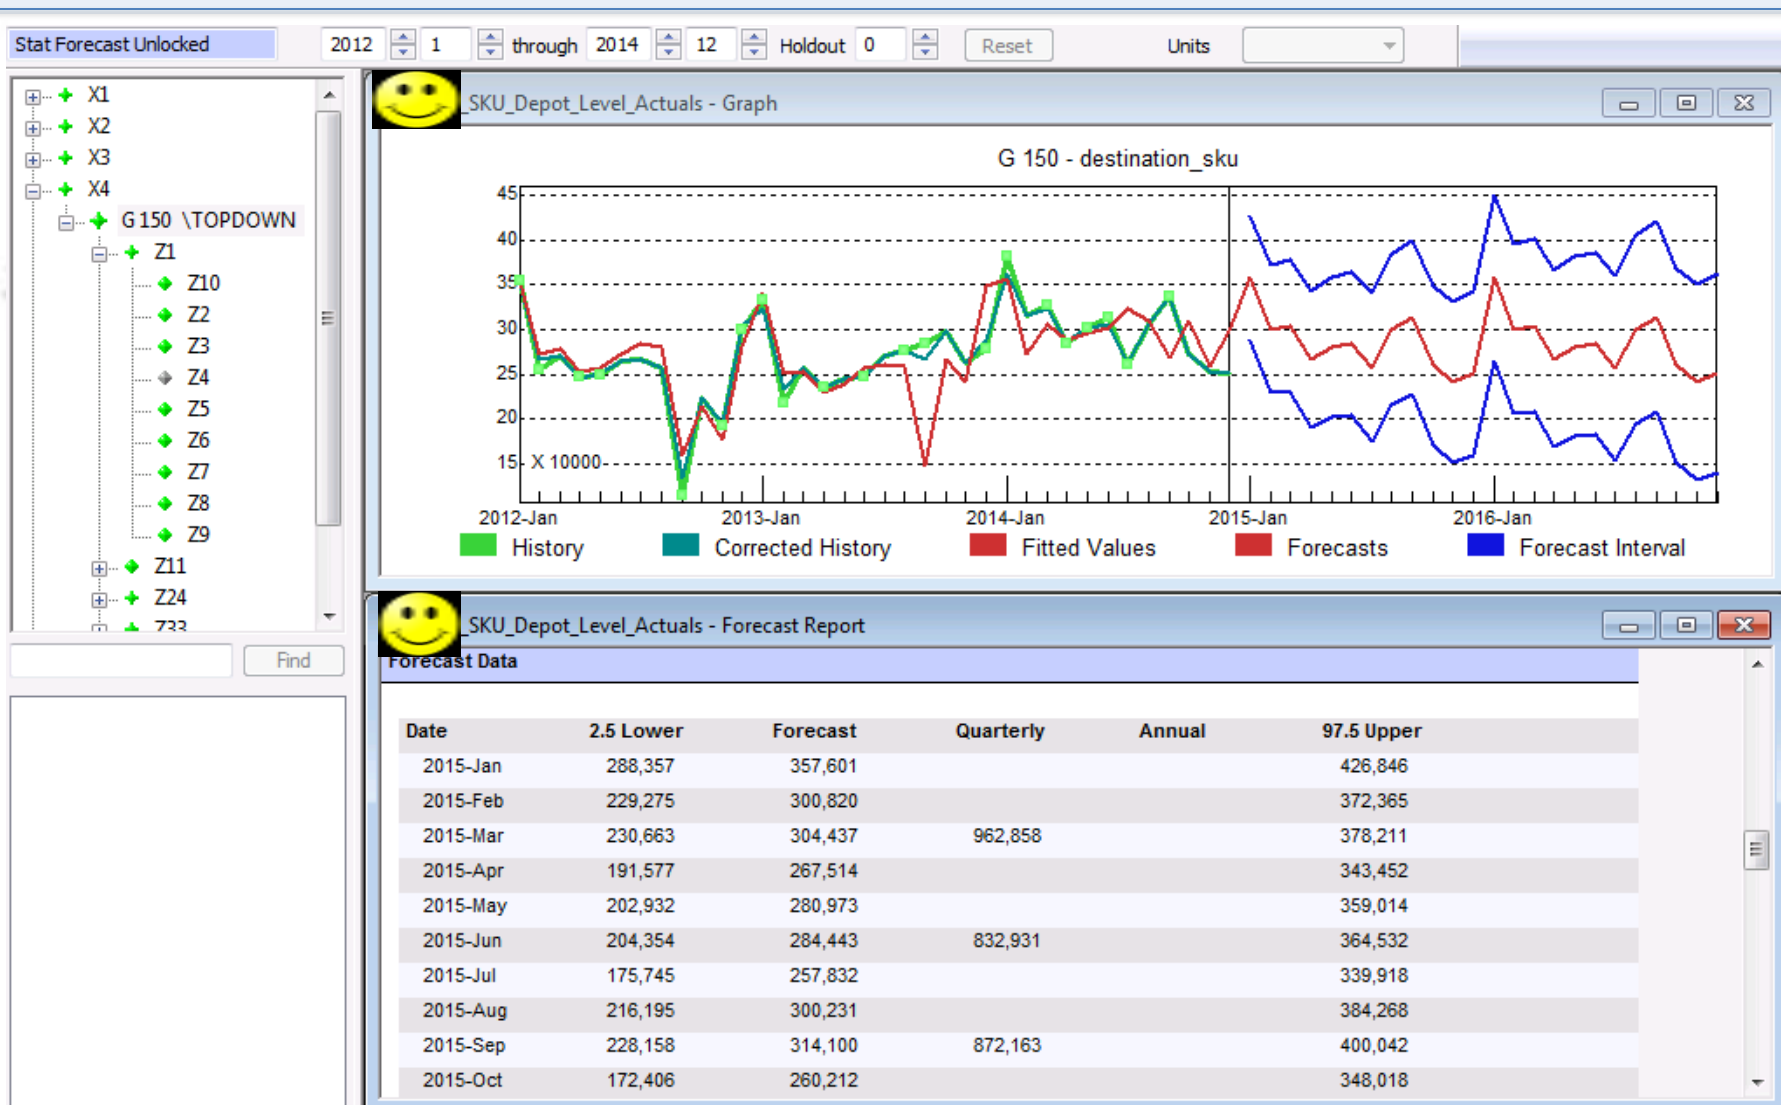 Stat Forecast Unlocked 2012 1 through 2014 12 Holdout 0 Reset Units
X1
X2
X3
X4
G 150 \TOPDOWN
Z1
Z10
Z2
Z3
Z4
Z5
Z6
Z7
Z8
Z9
Z11
Z24
Z33
Find
_SKU_Depot_Level_Actuals - Graph
G 150 - destination_sku
45
40
35
30
25
20
15 X 10000
2012-Jan 2013-Jan 2014-Jan 2015-Jan 2016-Jan
History Corrected History Fitted Values Forecasts Forecast Interval
_SKU_Depot_Level_Actuals - Forecast Report
Forecast Data
Date 2.5 Lower Forecast Quarterly Annual 97.5 Upper
2015-Jan 288,357 357,601 426,846
2015-Feb 229,275 300,820 372,365
2015-Mar 230,663 304,437 962,858 378,211
2015-Apr 191,577 267,514 343,452
2015-May 202,932 280,973 359,014
2015-Jun 204,354 284,443 832,931 364,532
2015-Jul 175,745 257,832 339,918
2015-Aug 216,195 300,231 384,268
2015-Sep 228,158 314,100 872,163 400,042
2015-Oct 172,406 260,212 348,018